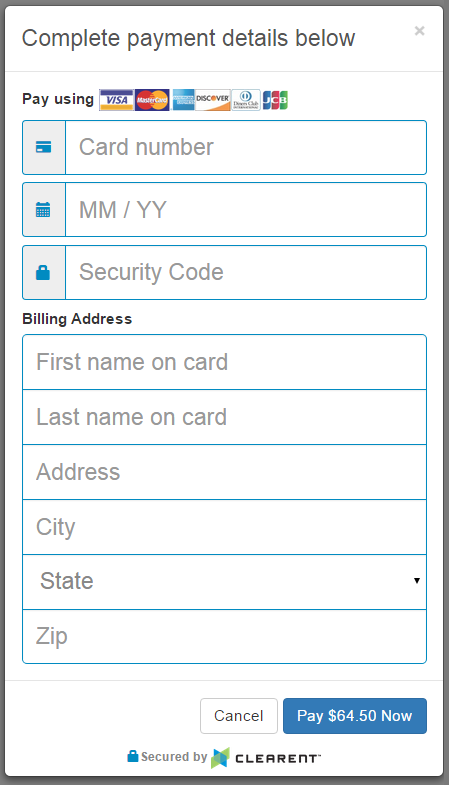 Complete payment details below ×
Pay using VISA MasterCard AMERICAN EXPRESS DISCOVER Diners Club INTERNATIONAL JCB
Card number
MM / YY
Security Code
Billing Address
First name on card
Last name on card
Address
City
State
Zip
Cancel Pay $64.50 Now
Secured by CLEARENT